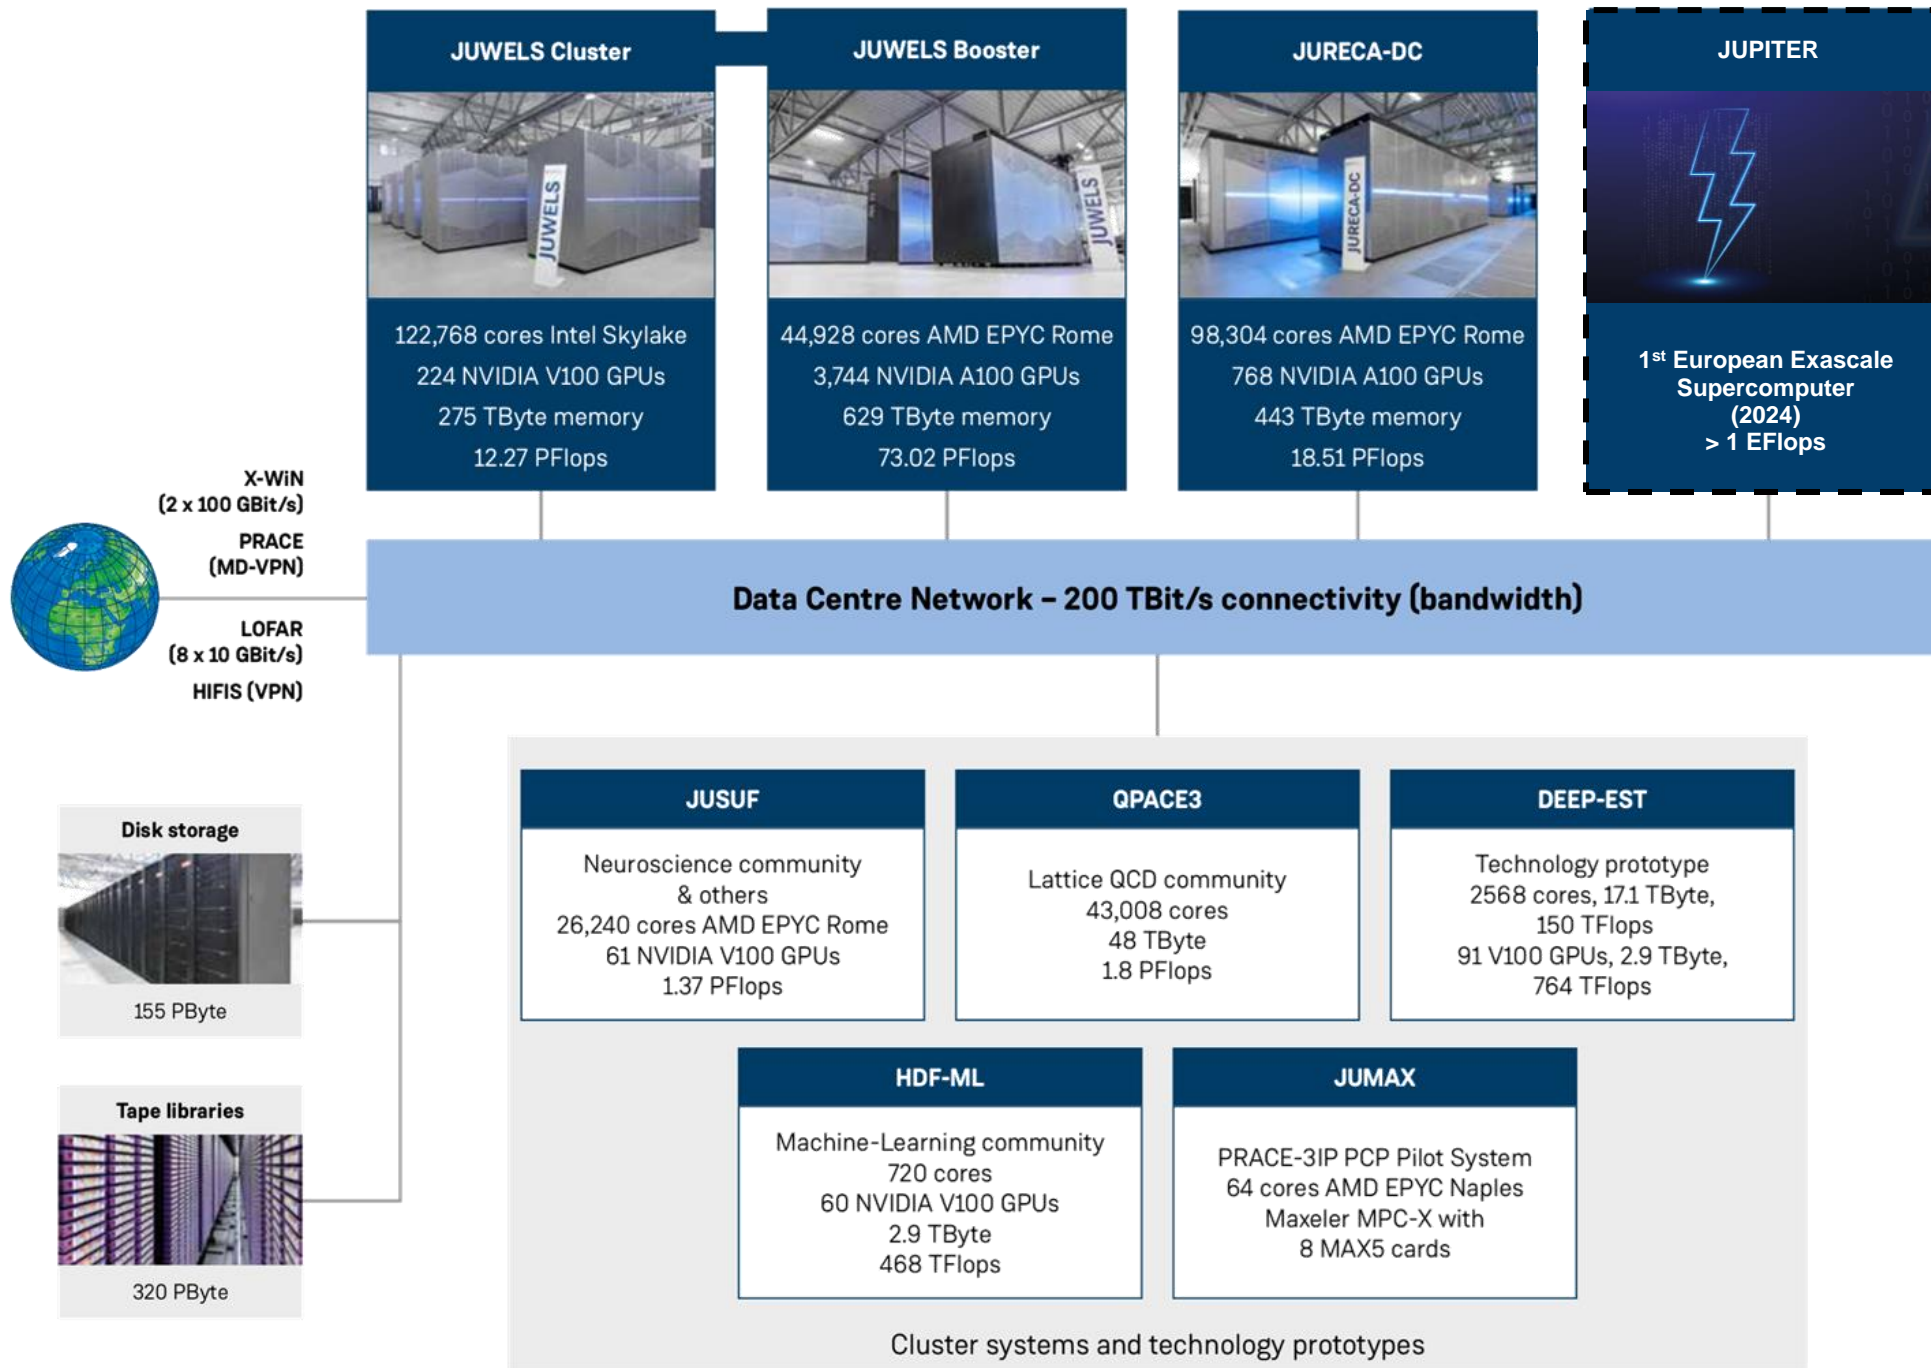 JUWELS Cluster
JUWELS
122,768 cores Intel Skylake
224 NVIDIA V100 GPUs
275 TByte memory
12.27 PFlops
JUWELS Booster
JUWELS
44,928 cores AMD EPYC Rome
3,744 NVIDIA A100 GPUs
629 TByte memory
73.02 PFlops
JURECA-DC
JURECA-DC
98,304 cores AMD EPYC Rome
768 NVIDIA A100 GPUs
443 TByte memory
18.51 PFlops
JUPITER
1st European Exascale
Supercomputer
(2024)
> 1 EFlops
X-WiN
(2 x 100 GBit/s)
PRACE
(MD-VPN)
LOFAR
(8 x 10 GBit/s)
HIFIS (VPN)
Data Centre Network – 200 TBit/s connectivity (bandwidth)
Disk storage
155 PByte
Tape libraries
320 PByte
JUSUF
Neuroscience community
& others
26,240 cores AMD EPYC Rome
61 NVIDIA V100 GPUs
1.37 PFlops
QPACE3
Lattice QCD community
43,008 cores
48 TByte
1.8 PFlops
DEEP-EST
Technology prototype
2568 cores, 17.1 TByte,
150 TFlops
91 V100 GPUs, 2.9 TByte,
764 TFlops
HDF-ML
Machine-Learning community
720 cores
60 NVIDIA V100 GPUs
2.9 TByte
468 TFlops
JUMAX
PRACE-3IP PCP Pilot System
64 cores AMD EPYC Naples
Maxeler MPC-X with
8 MAX5 cards
Cluster systems and technology prototypes